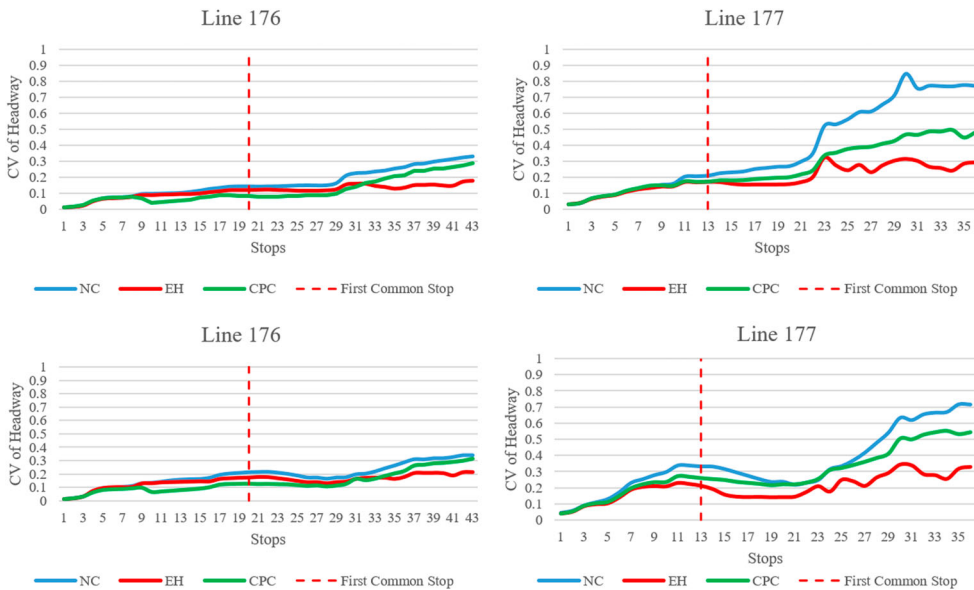 Line 176
CV of Headway
1
0.9
0.8
0.7
0.6
0.5
0.4
0.3
0.2
0.1
0
1 3 5 7 9 11 13 15 17 19 21 23 25 27 29 31 33 35 37 39 41 43
Stops
NC EH CPC First Common Stop
Line 177
CV of Headway
1
0.9
0.8
0.7
0.6
0.5
0.4
0.3
0.2
0.1
0
1 3 5 7 9 11 13 15 17 19 21 23 25 27 29 31 33 35
Stops
NC EH CPC First Common Stop
Line 176
CV of Headway
1
0.9
0.8
0.7
0.6
0.5
0.4
0.3
0.2
0.1
0
1 3 5 7 9 11 13 15 17 19 21 23 25 27 29 31 33 35 37 39 41 43
Stops
NC EH CPC First Common Stop
Line 177
CV of Headway
1
0.9
0.8
0.7
0.6
0.5
0.4
0.3
0.2
0.1
0
1 3 5 7 9 11 13 15 17 19 21 23 25 27 29 31 33 35
Stops
NC EH CPC First Common Stop